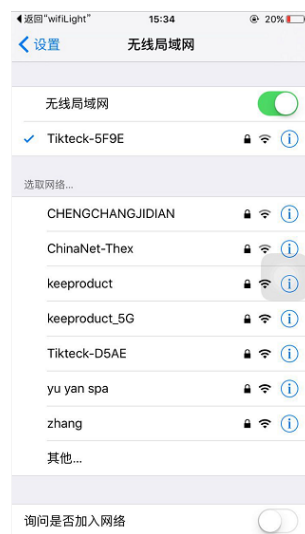 返回"wifiLight" 15:34 20%
设置 无线局域网
无线局域网
Tikteck-5F9E
选取网络...
CHENGCHANGJIDIAN
ChinaNet-Thex
keeproduct
keeproduct_5G
Tikteck-D5AE
yu yan spa
zhang
其他...
询问是否加入网络